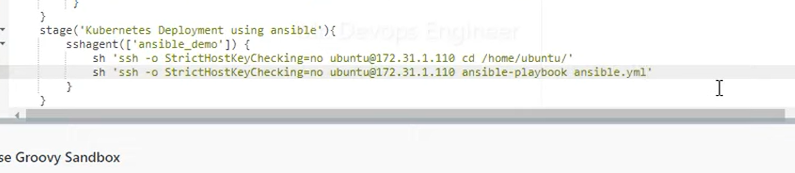 }
}
stage('Kubernetes Deployment using ansible'){
Devops Engineer
sshagent(['ansible_demo']) {
sh 'ssh -o StrictHostKeyChecking=no ubuntu@172.31.1.110 cd /home/ubuntu/'
sh 'ssh -o StrictHostKeyChecking=no ubuntu@172.31.1.110 ansible-playbook ansible.yml'
}
}
se Groovy Sandbox